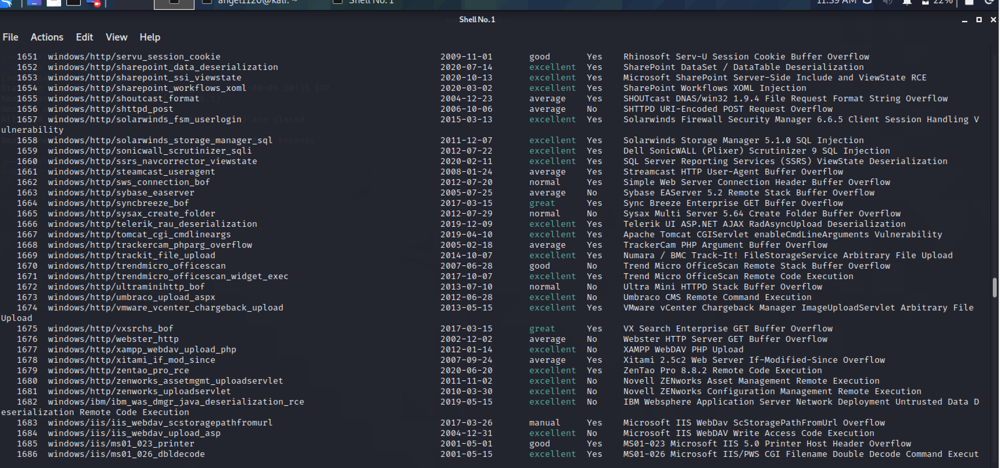 angel1120@kali: ~ Shell No. 1 11:39 AM 22%
Shell No.1
File Actions Edit View Help
1651 windows/http/servu_session_cookie 2009-11-01 good Yes Rhinosoft Serv-U Session Cookie Buffer Overflow
1652 windows/http/sharepoint_data_deserialization 2020-07-14 excellent Yes SharePoint DataSet / DataTable Deserialization
1653 windows/http/sharepoint_ssi_viewstate 2020-10-13 excellent Yes Microsoft SharePoint Server-Side Include and ViewState RCE
1654 windows/http/sharepoint_workflows_xoml 2020-03-02 excellent Yes SharePoint Workflows XOML Injection
1655 windows/http/shoutcast_format 2004-12-23 average Yes SHOUTcast DNAS/win32 1.9.4 File Request Format String Overflow
1656 windows/http/shttpd_post 2006-10-06 average No SHTTPD URI-Encoded POST Request Overflow
1657 windows/http/solarwinds_fsm_userlogin 2015-03-13 excellent Yes Solarwinds Firewall Security Manager 6.6.5 Client Session Handling V
ulnerability
1658 windows/http/solarwinds_storage_manager_sql 2011-12-07 excellent Yes Solarwinds Storage Manager 5.1.0 SQL Injection
1659 windows/http/sonicwall_scrutinizer_sqli 2012-07-22 excellent Yes Dell SonicWALL (Plixer) Scrutinizer 9 SQL Injection
1660 windows/http/ssrs_navcorrector_viewstate 2020-02-11 excellent Yes SQL Server Reporting Services (SSRS) ViewState Deserialization
1661 windows/http/steamcast_useragent 2008-01-24 average Yes Streamcast HTTP User-Agent Buffer Overflow
1662 windows/http/sws_connection_bof 2012-07-20 normal Yes Simple Web Server Connection Header Buffer Overflow
1663 windows/http/sybase_easerver 2005-07-25 average No Sybase EAServer 5.2 Remote Stack Buffer Overflow
1664 windows/http/syncbreeze_bof 2017-03-15 great Yes Sync Breeze Enterprise GET Buffer Overflow
1665 windows/http/sysax_create_folder 2012-07-29 normal No Sysax Multi Server 5.64 Create Folder Buffer Overflow
1666 windows/http/telerik_rau_deserialization 2019-12-09 excellent Yes Telerik UI ASP.NET AJAX RadAsyncUpload Deserialization
1667 windows/http/tomcat_cgi_cmdlineargs 2019-04-10 excellent Yes Apache Tomcat CGIServlet enableCmdLineArguments Vulnerability
1668 windows/http/trackercam_phparg_overflow 2005-02-18 average Yes TrackerCam PHP Argument Buffer Overflow
1669 windows/http/trackit_file_upload 2014-10-07 excellent Yes Numara / BMC Track-It! FileStorageService Arbitrary File Upload
1670 windows/http/trendmicro_officescan 2007-06-28 good No Trend Micro OfficeScan Remote Stack Buffer Overflow
1671 windows/http/trendmicro_officescan_widget_exec 2017-10-07 excellent Yes Trend Micro OfficeScan Remote Code Execution
1672 windows/http/ultraminihttp_bof 2013-07-10 normal No Ultra Mini HTTPD Stack Buffer Overflow
1673 windows/http/umbraco_upload_aspx 2012-06-28 excellent No Umbraco CMS Remote Command Execution
1674 windows/http/vmware_vcenter_chargeback_upload 2013-05-15 excellent Yes VMware vCenter Chargeback Manager ImageUploadServlet Arbitrary File
Upload
1675 windows/http/vxsrchs_bof 2017-03-15 great Yes VX Search Enterprise GET Buffer Overflow
1676 windows/http/webster_http 2002-12-02 average No Webster HTTP Server GET Buffer Overflow
1677 windows/http/xampp_webdav_upload_php 2012-01-14 excellent No XAMPP WebDAV PHP Upload
1678 windows/http/xitami_if_mod_since 2007-09-24 average Yes Xitami 2.5c2 Web Server If-Modified-Since Overflow
1679 windows/http/zentao_pro_rce 2020-06-20 excellent Yes ZenTao Pro 8.8.2 Remote Code Execution
1680 windows/http/zenworks_assetmgmt_uploadservlet 2011-11-02 excellent No Novell ZENworks Asset Management Remote Execution
1681 windows/http/zenworks_uploadservlet 2010-03-30 excellent No Novell ZENworks Configuration Management Remote Execution
1682 windows/ibm/ibm_was_dmgr_java_deserialization_rce 2019-05-15 excellent No IBM Websphere Application Server Network Deployment Untrusted Data D
eserialization Remote Code Execution
1683 windows/iis/iis_webdav_scstoragepathfromurl 2017-03-26 manual Yes Microsoft IIS WebDav ScStoragePathFromUrl Overflow
1684 windows/iis/iis_webdav_upload_asp 2004-12-31 excellent No Microsoft IIS WebDAV Write Access Code Execution
1685 windows/iis/ms01_023_printer 2001-05-01 good Yes MS01-023 Microsoft IIS 5.0 Printer Host Header Overflow
1686 windows/iis/ms01_026_dbldecode 2001-05-15 excellent Yes MS01-026 Microsoft IIS/PWS CGI Filename Double Decode Command Execut